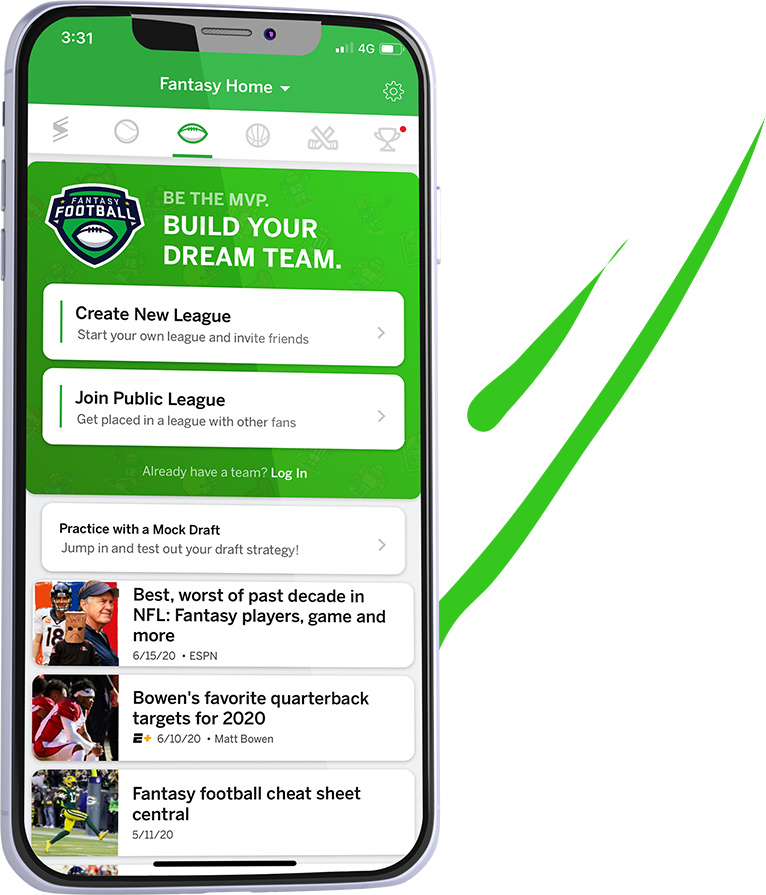 3:31
4G
Fantasy Home
FANTASY
FOOTBALL
BE THE MVP.
BUILD YOUR
DREAM TEAM.
Create New League
Start your own league and invite friends
Join Public League
Get placed in a league with other fans
Already have a team? Log In
Practice with a Mock Draft
Jump in and test out your draft strategy!
Best, worst of past decade in
NFL: Fantasy players, game and
more
6/15/20 • ESPN
18
Bowen's favorite quarterback
targets for 2020
E+ 6/10/20 • Matt Bowen
Fantasy football cheat sheet
central
5/11/20